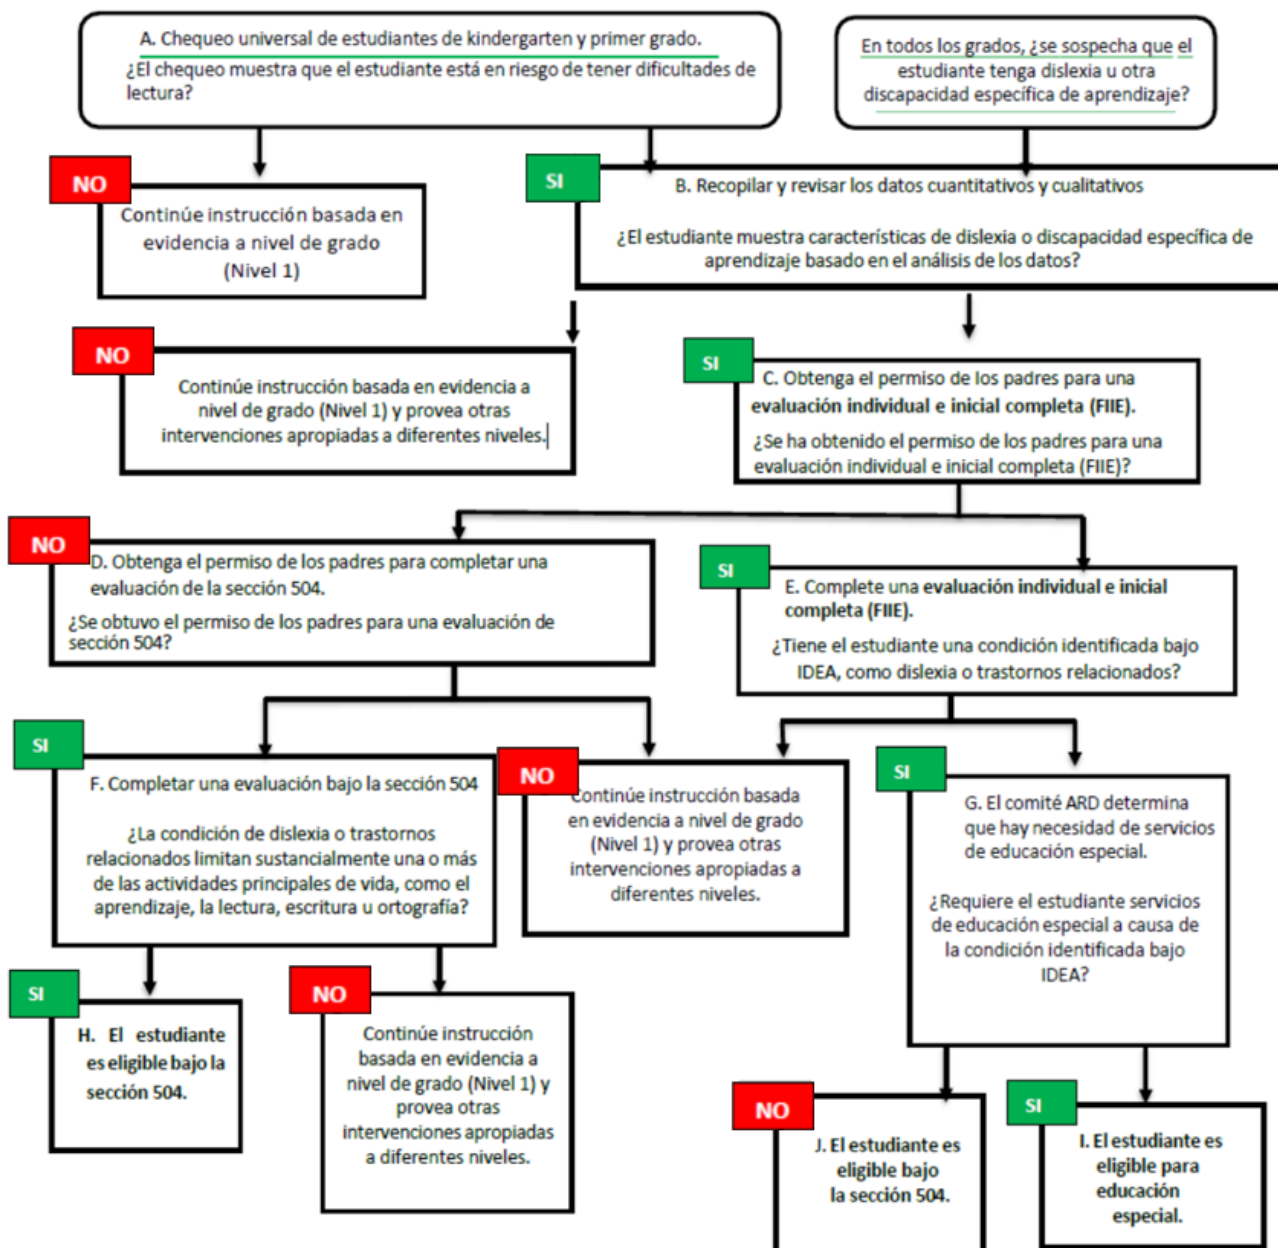 A. Chequeo universal de estudiantes de kindergarten y primer grado.
¿El chequeo muestra que el estudiante está en riesgo de tener dificultades de
lectura?
En todos los grados, ¿se sospecha que el
estudiante tenga dislexia u otra
discapacidad específica de aprendizaje?
NO
Continúe instrucción basada en
evidencia a nivel de grado
(Nivel 1)
SI
B. Recopilar y revisar los datos cuantitativos y cualitativos
¿El estudiante muestra características de dislexia o discapacidad específica de
aprendizaje basado en el análisis de los datos?
NO
Continúe instrucción basada en evidencia a
nivel de grado (Nivel 1) y provea otras
intervenciones apropiadas a diferentes niveles.
SI
C. Obtenga el permiso de los padres para una
evaluación individual e inicial completa (FIIE).
¿Se ha obtenido el permiso de los padres para una
evaluación individual e inicial completa (FIIE)?
NO
D. Obtenga el permiso de los padres para completar una
evaluación de la sección 504.
¿Se obtuvo el permiso de los padres para una evaluación de
sección 504?
SI
E. Complete una evaluación individual e inicial
completa (FIIE).
¿Tiene el estudiante una condición identificada bajo
IDEA, como dislexia o trastornos relacionados?
SI
F. Completar una evaluación bajo la sección 504
¿La condición de dislexia o trastornos
relacionados limitan sustancialmente una o más
de las actividades principales de vida, como el
aprendizaje, la lectura, escritura u ortografía?
NO
Continúe instrucción basada
en evidencia a nivel de grado
(Nivel 1) y provea otras
intervenciones apropiadas a
diferentes niveles.
SI
G. El comité ARD determina
que hay necesidad de servicios
de educación especial.
¿Requiere el estudiante servicios
de educación especial a causa de
la condición identificada bajo
IDEA?
SI
H. El estudiante
es eligible bajo la
sección 504.
NO
Continúe instrucción
basada en evidencia a
nivel de grado (Nivel 1) y
provea otras
intervenciones apropiadas
a diferentes niveles.
NO
J. El estudiante es
eligible bajo
la sección 504.
SI
I. El estudiante es
eligible para
educación
especial.